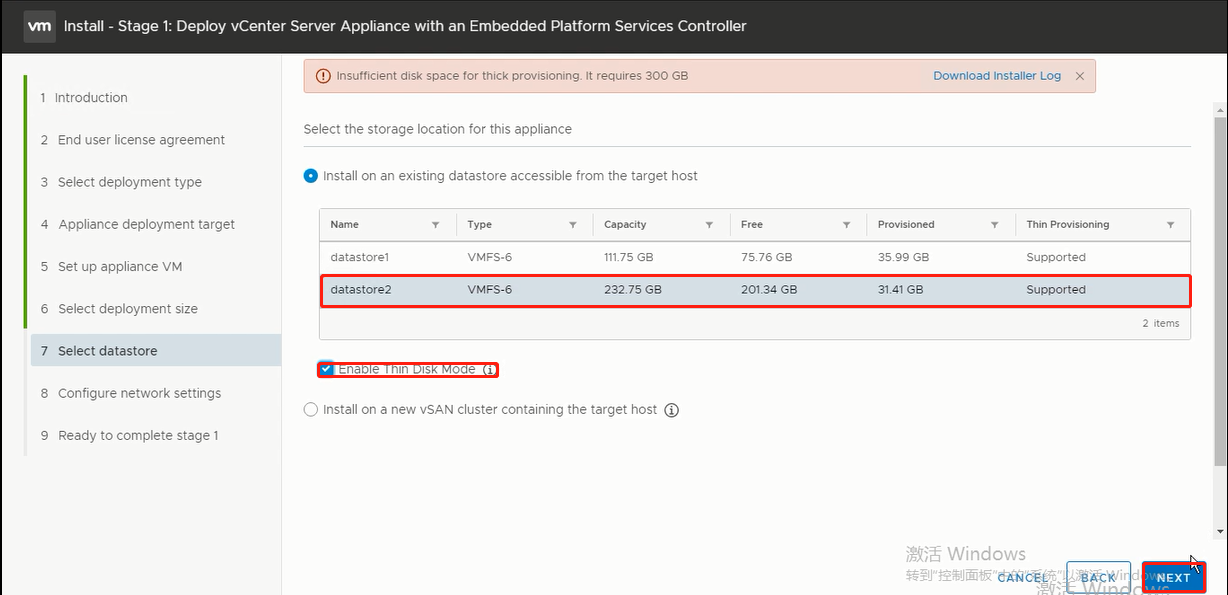 vm Install - Stage 1: Deploy vCenter Server Appliance with an Embedded Platform Services Controller
1 Introduction
2 End user license agreement
3 Select deployment type
4 Appliance deployment target
5 Set up appliance VM
6 Select deployment size
7 Select datastore
8 Configure network settings
9 Ready to complete stage 1
Insufficient disk space for thick provisioning. It requires 300 GB Download Installer Log
Select the storage location for this appliance
Install on an existing datastore accessible from the target host
Name Type Capacity Free Provisioned Thin Provisioning
datastore1 VMFS-6 111.75 GB 75.76 GB 35.99 GB Supported
datastore2 VMFS-6 232.75 GB 201.34 GB 31.41 GB Supported
2 items
Enable Thin Disk Mode
Install on a new vSAN cluster containing the target host
激活 Windows
转到"控制面板"中的"系统"以激活 Windows
激活 Windows
CANCEL BACK NEXT